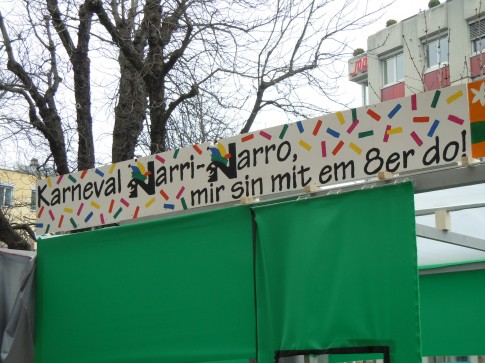 Karneval Narri-Narro,
mir sin mit em 8er do!